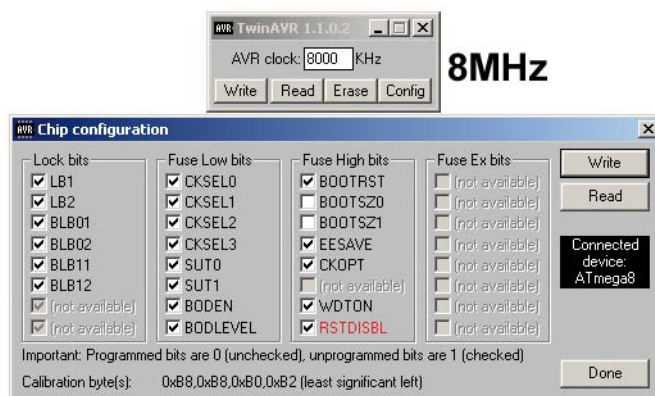 AVR TwinAVR 1.1.0.2
AVR clock: 8000 KHz
Write Read Erase Config
8MHz
AVR Chip configuration
Lock bits
LB1
LB2
BLB01
BLB02
BLB11
BLB12
(not available)
(not available)
Fuse Low bits
CKSEL0
CKSEL1
CKSEL2
CKSEL3
SUT0
SUT1
BODEN
BODLEVEL
Fuse High bits
BOOTRST
BOOTSZ0
BOOTSZ1
EESAVE
CKOPT
(not available)
WDTON
RSTDISBL
Fuse Ex bits
(not available)
(not available)
(not available)
(not available)
(not available)
(not available)
(not available)
(not available)
Write
Read
Connected
device:
ATmega8
Important: Programmed bits are 0 (unchecked), unprogrammed bits are 1 (checked)
Calibration byte(s): 0xB8,0xB8,0xB0,0xB2 (least significant left)
Done